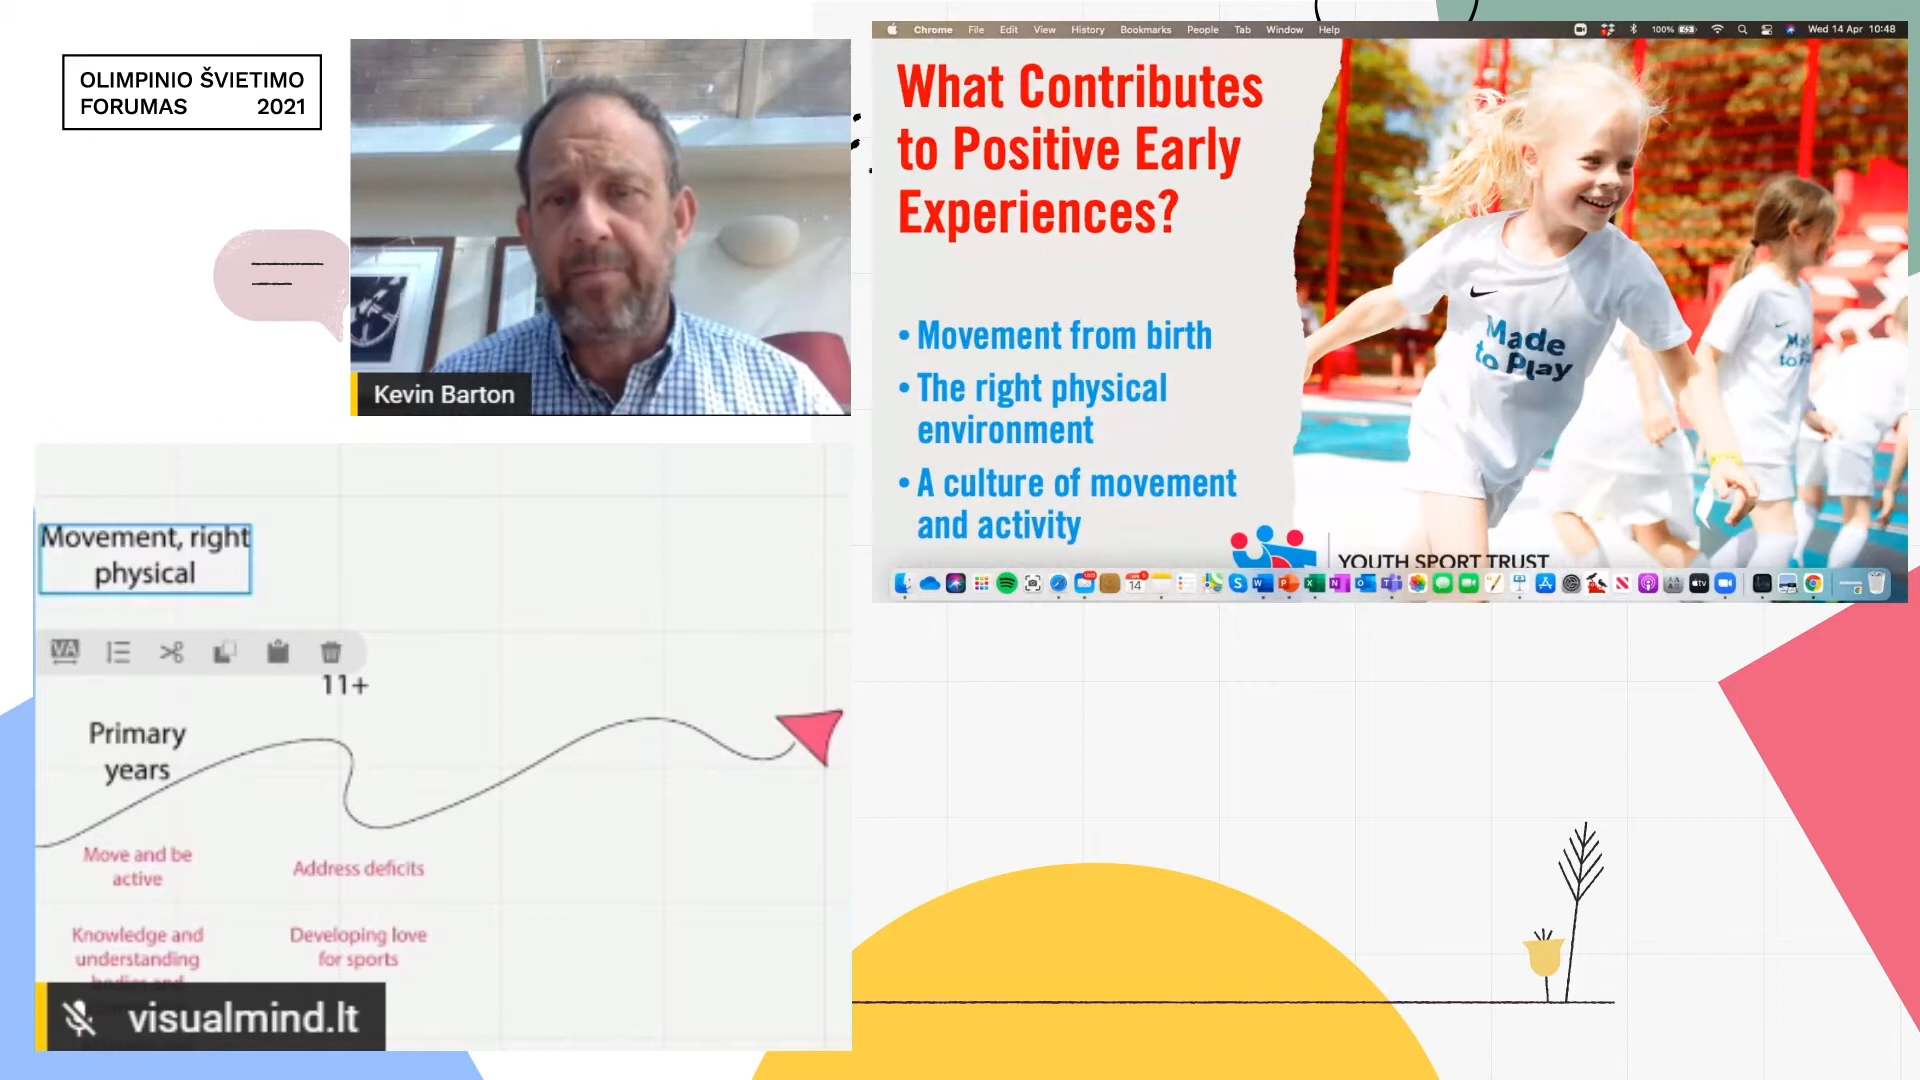 OLIMPINIO ŠVIETIMO
FORUMAS 2021
Kevin Barton
Chrome File Edit View History Bookmarks People Tab Window Help 100% Wed 14 Apr 10:48
What Contributes
to Positive Early
Experiences?
• Movement from birth
• The right physical
environment
• A culture of movement
and activity
Made
to Play
YOUTH SPORT TRUST
Movement, right
physical
11+
Primary
years
Move and be
active
Address deficits
Knowledge and
understanding
Developing love
for sports
visualmind.lt